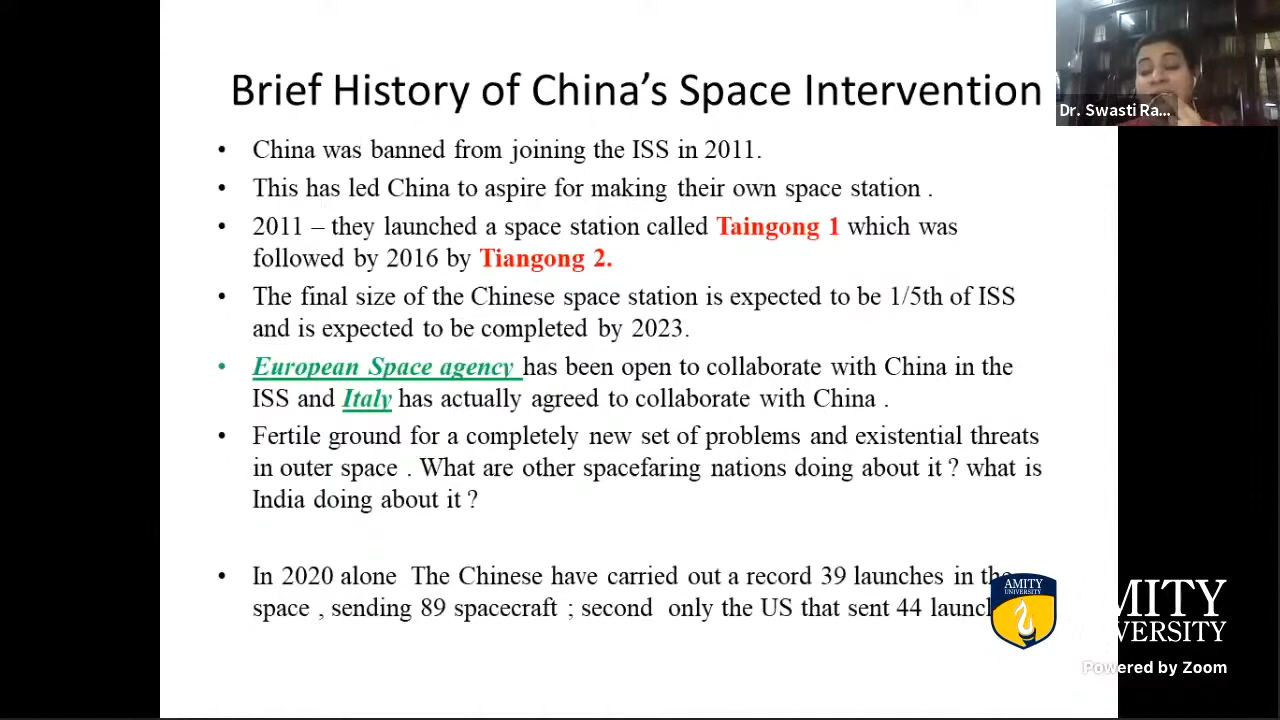 Brief History of China's Space Intervention
Dr. Swasti Ra...
• China was banned from joining the ISS in 2011.
• This has led China to aspire for making their own space station .
• 2011 – they launched a space station called Taingong 1 which was
followed by 2016 by Tiangong 2.
• The final size of the Chinese space station is expected to be 1/5th of ISS
and is expected to be completed by 2023.
• European Space agency has been open to collaborate with China in the
ISS and Italy has actually agreed to collaborate with China .
• Fertile ground for a completely new set of problems and existential threats
in outer space . What are other spacefaring nations doing about it ? what is
India doing about it ?
• In 2020 alone The Chinese have carried out a record 39 launches in the
space , sending 89 spacecraft ; second only the US that sent 44
AMITY
UNIVERSITY
AMITY
UNIVERSITY
Powered by Zoom